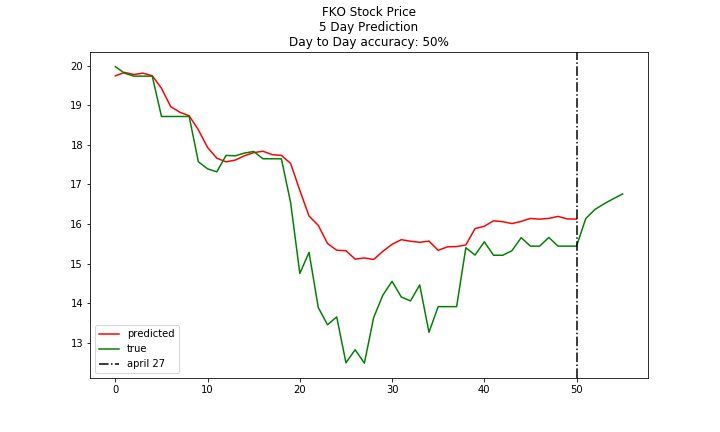 FKO Stock Price
5 Day Prediction
Day to Day accuracy: 50%
20
19
18
17
16
15
14
13
predicted
true
april 27
0 10 20 30 40 50